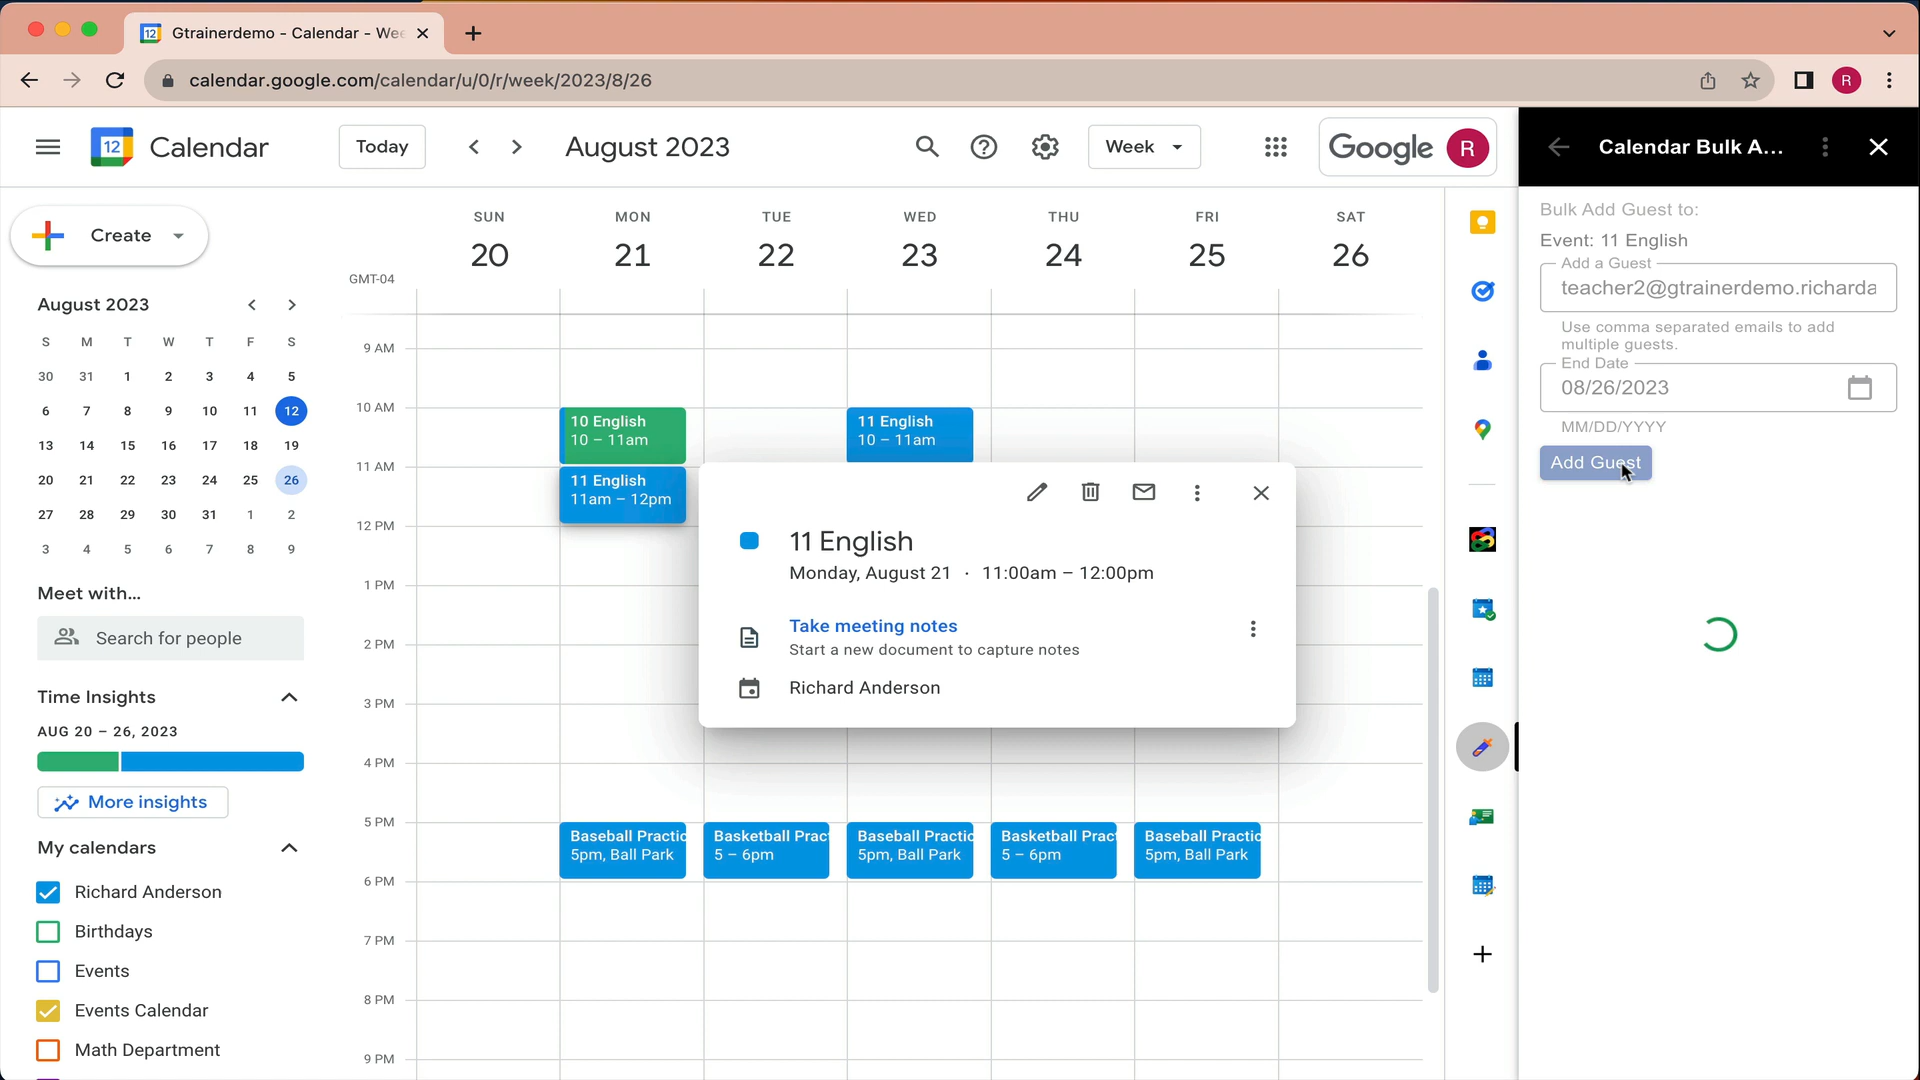 12 Gtrainerdemo - Calendar - Wee
calendar.google.com/calendar/u/0/r/week/2023/8/26
R
12 Calendar
Today
August 2023
Week
Google R
Calendar Bulk A...
Create
GMT-04
SUN MON TUE WED THU FRI SAT
20 21 22 23 24 25 26
August 2023
S M T W T F S
30 31 1 2 3 4 5
6 7 8 9 10 11 12
13 14 15 16 17 18 19
20 21 22 23 24 25 26
27 28 29 30 31 1 2
3 4 5 6 7 8 9
Meet with...
Search for people
Time Insights
AUG 20 – 26, 2023
More insights
My calendars
Richard Anderson
Birthdays
Events
Events Calendar
Math Department
9 AM
10 AM
11 AM
12 PM
1 PM
2 PM
3 PM
4 PM
5 PM
6 PM
7 PM
8 PM
9 PM
10 English
10 – 11am
11 English
11am – 12pm
11 English
10 – 11am
11 English
Monday, August 21 · 11:00am – 12:00pm
Take meeting notes
Start a new document to capture notes
Richard Anderson
Baseball Practic
5pm, Ball Park
Basketball Pract
5 – 6pm
Baseball Practic
5pm, Ball Park
Basketball Pract
5 – 6pm
Baseball Practic
5pm, Ball Park
Bulk Add Guest to:
Event: 11 English
Add a Guest
teacher2@gtrainerdemo.richarda
Use comma separated emails to add
multiple guests.
End Date
08/26/2023
MM/DD/YYYY
Add Guest